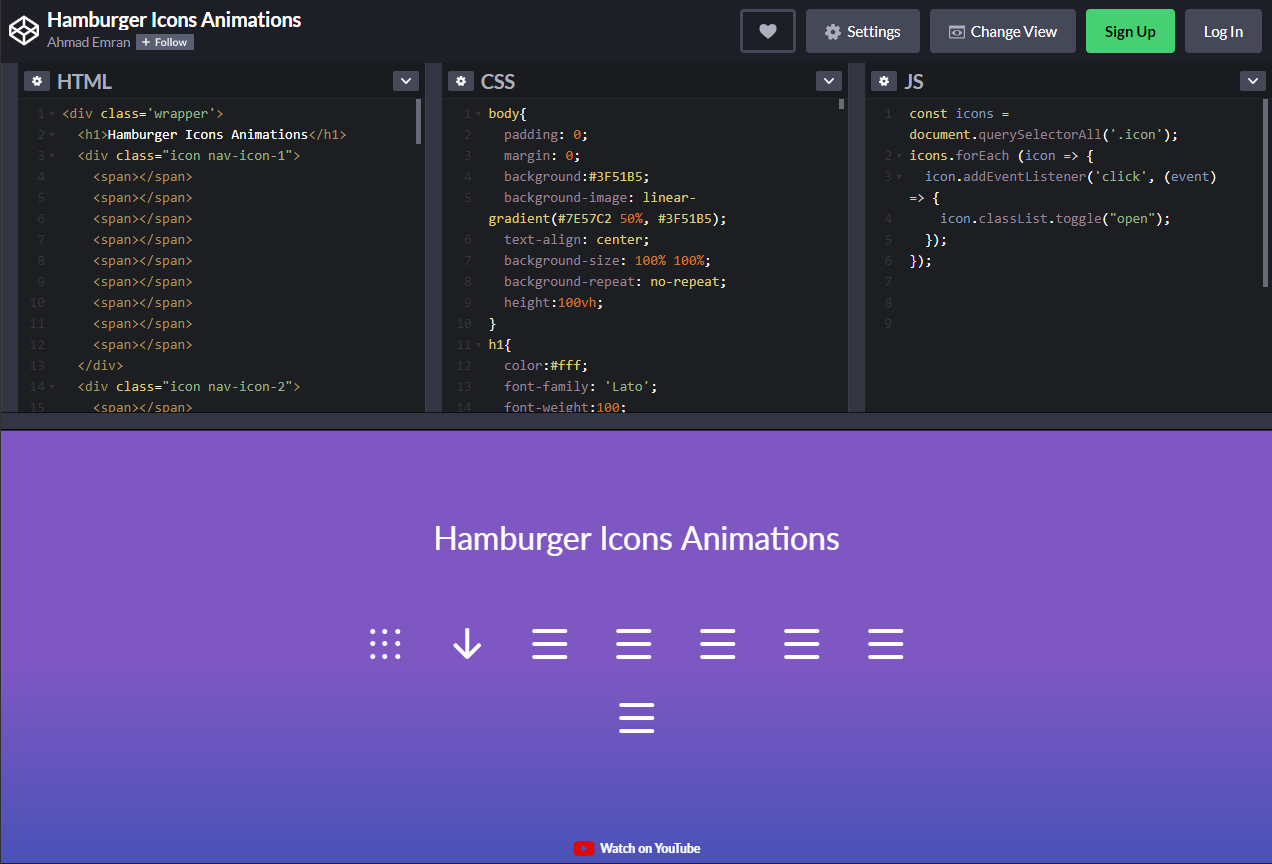 Hamburger Icons Animations
Ahmad Emran + Follow
Settings
Change View
Sign Up
Log In
HTML
1 <div class='wrapper'>
2 <h1>Hamburger Icons Animations</h1>
3 <div class="icon nav-icon-1">
4 <span></span>
5 <span></span>
6 <span></span>
7 <span></span>
8 <span></span>
9 <span></span>
10 <span></span>
11 <span></span>
12 <span></span>
13 </div>
14 <div class="icon nav-icon-2">
15 <span></span>
CSS
1 body{
2 padding: 0;
3 margin: 0;
4 background:#3F51B5;
5 background-image: linear-
gradient(#7E57C2 50%, #3F51B5);
6 text-align: center;
7 background-size: 100% 100%;
8 background-repeat: no-repeat;
9 height:100vh;
10 }
11 h1{
12 color:#fff;
13 font-family: 'Lato';
14 font-weight:100;
JS
1 const icons =
document.querySelectorAll('.icon');
2 icons.forEach (icon => {
3 icon.addEventListener('click', (event)
=> {
4 icon.classList.toggle("open");
5 });
6 });
7
8
9
Hamburger Icons Animations
Watch on YouTube